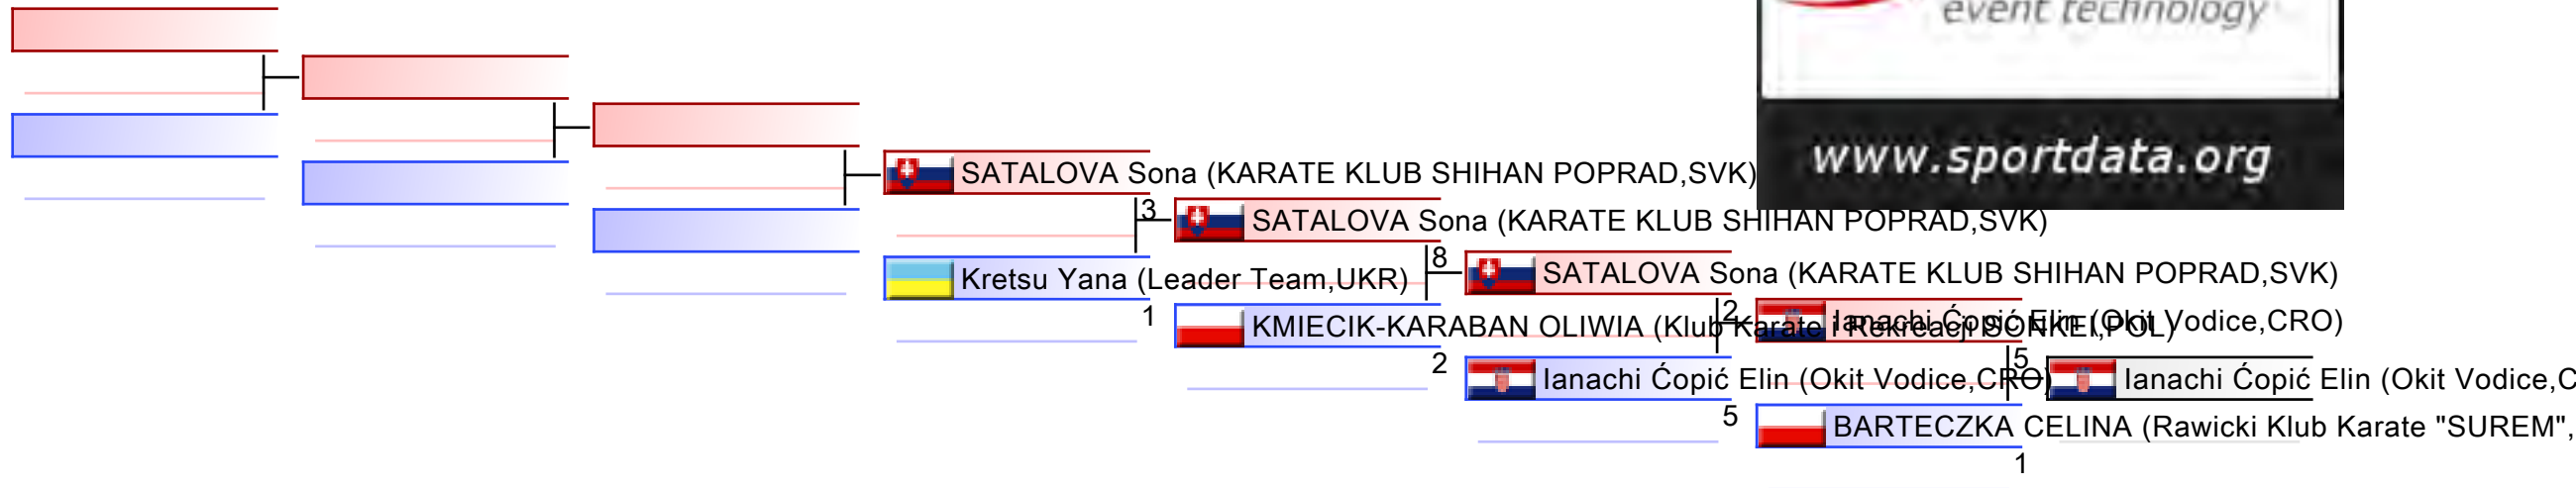 event technology
www.sportdata.org
SATALOVA Sona (KARATE KLUB SHIHAN POPRAD,SVK)
3
SATALOVA Sona (KARATE KLUB SHIHAN POPRAD,SVK)
8
SATALOVA Sona (KARATE KLUB SHIHAN POPRAD,SVK)
Kretsu Yana (Leader Team,UKR)
1
2
Ianachi Ćopić Elin (Okit Vodice,CRO)
KMIECIK-KARABAN OLIWIA (Klub Karate i Rekreacji SONKEI,POL)
2
5
Ianachi Ćopić Elin (Okit Vodice,CRO)
Ianachi Ćopić Elin (Okit Vodice,C
5
BARTECZKA CELINA (Rawicki Klub Karate "SUREM",
1